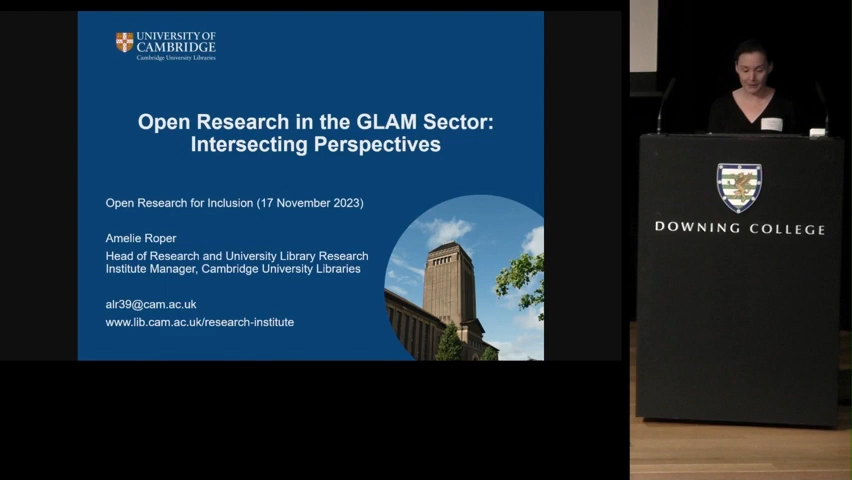 UNIVERSITY OF
CAMBRIDGE
Cambridge University Libraries
Open Research in the GLAM Sector:
Intersecting Perspectives
Open Research for Inclusion (17 November 2023)
Amelie Roper
Head of Research and University Library Research
Institute Manager, Cambridge University Libraries
alr39@cam.ac.uk
www.lib.cam.ac.uk/research-institute
DOWNING COLLEGE